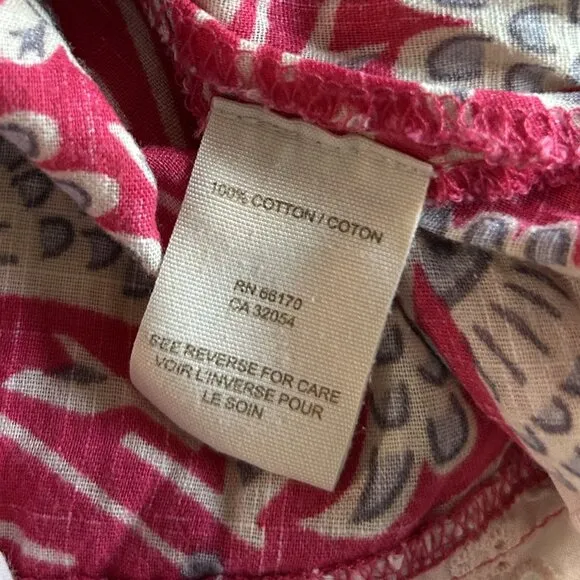 100% COTTON / COTON
RN 66170
CA 32054
SEE REVERSE FOR CARE
VOIR L'INVERSE POUR
LE SOIN